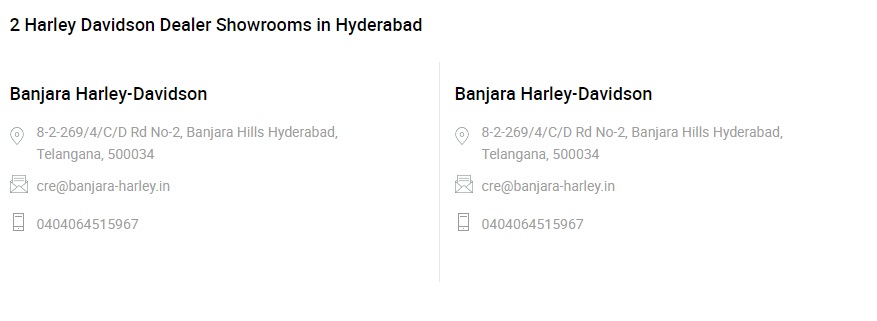 2 Harley Davidson Dealer Showrooms in Hyderabad
Banjara Harley-Davidson
8-2-269/4/C/D Rd No-2, Banjara Hills Hyderabad,
Telangana, 500034
cre@banjara-harley.in
0404064515967
Banjara Harley-Davidson
8-2-269/4/C/D Rd No-2, Banjara Hills Hyderabad,
Telangana, 500034
cre@banjara-harley.in
0404064515967